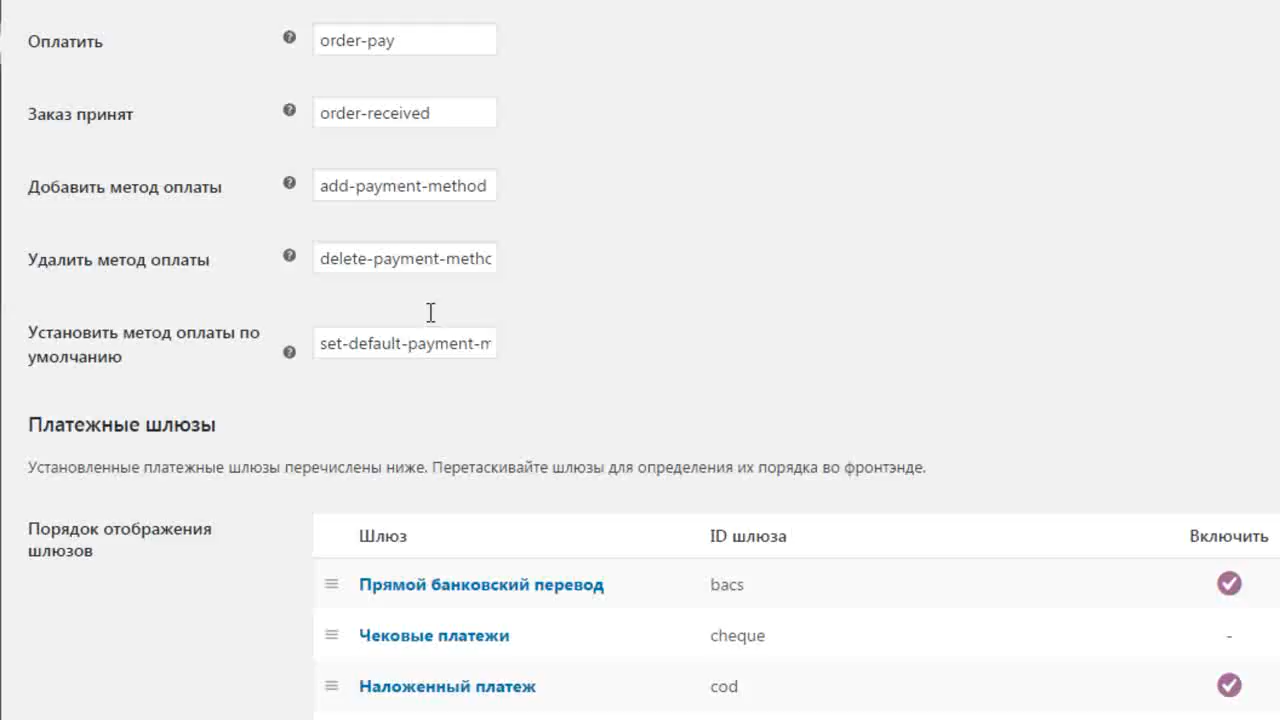 Оплатить
order-pay
Заказ принят
order-received
Добавить метод оплаты
add-payment-method
Удалить метод оплаты
delete-payment-methc
Установить метод оплаты по
умолчанию
set-default-payment-m
Платежные шлюзы
Установленные платежные шлюзы перечислены ниже. Перетаскивайте шлюзы для определения их порядка во фронтэнде.
Порядок отображения
шлюзов
Шлюз ID шлюза Включить
Прямой банковский перевод bacs
Чековые платежи cheque -
Наложенный платеж cod